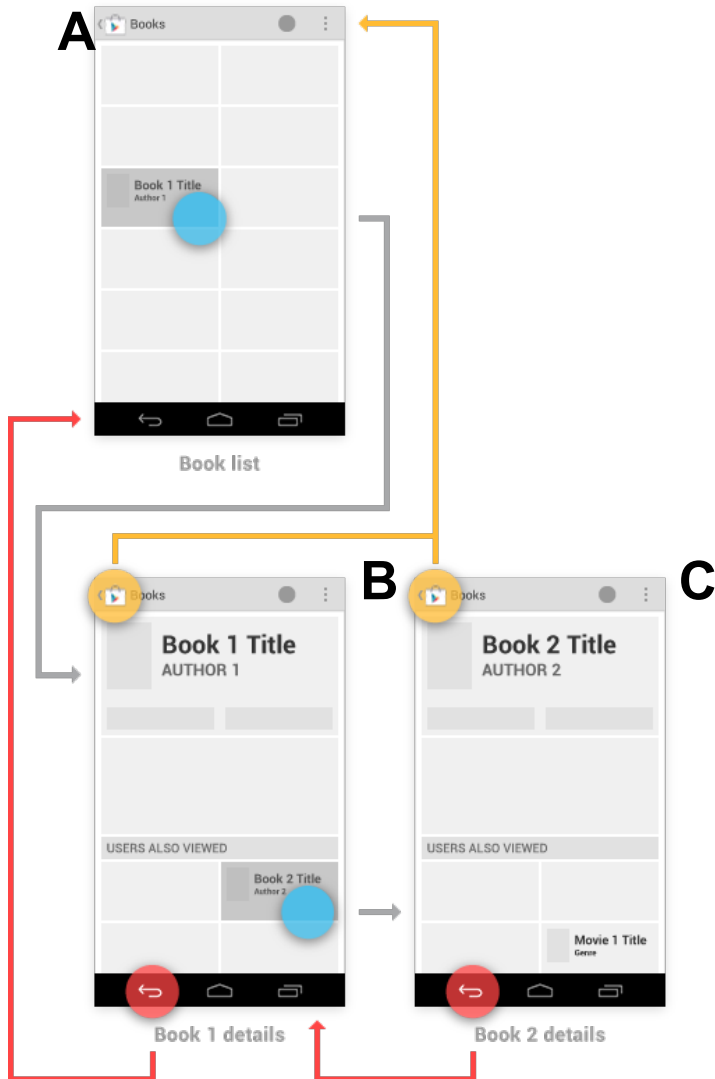 A
Books
Book 1 Title
Author 1
Book list
B
C
Books
Book 1 Title
AUTHOR 1
USERS ALSO VIEWED
Book 2 Title
Author 2
Book 1 details
Books
Book 2 Title
AUTHOR 2
USERS ALSO VIEWED
Movie 1 Title
Genre
Book 2 details